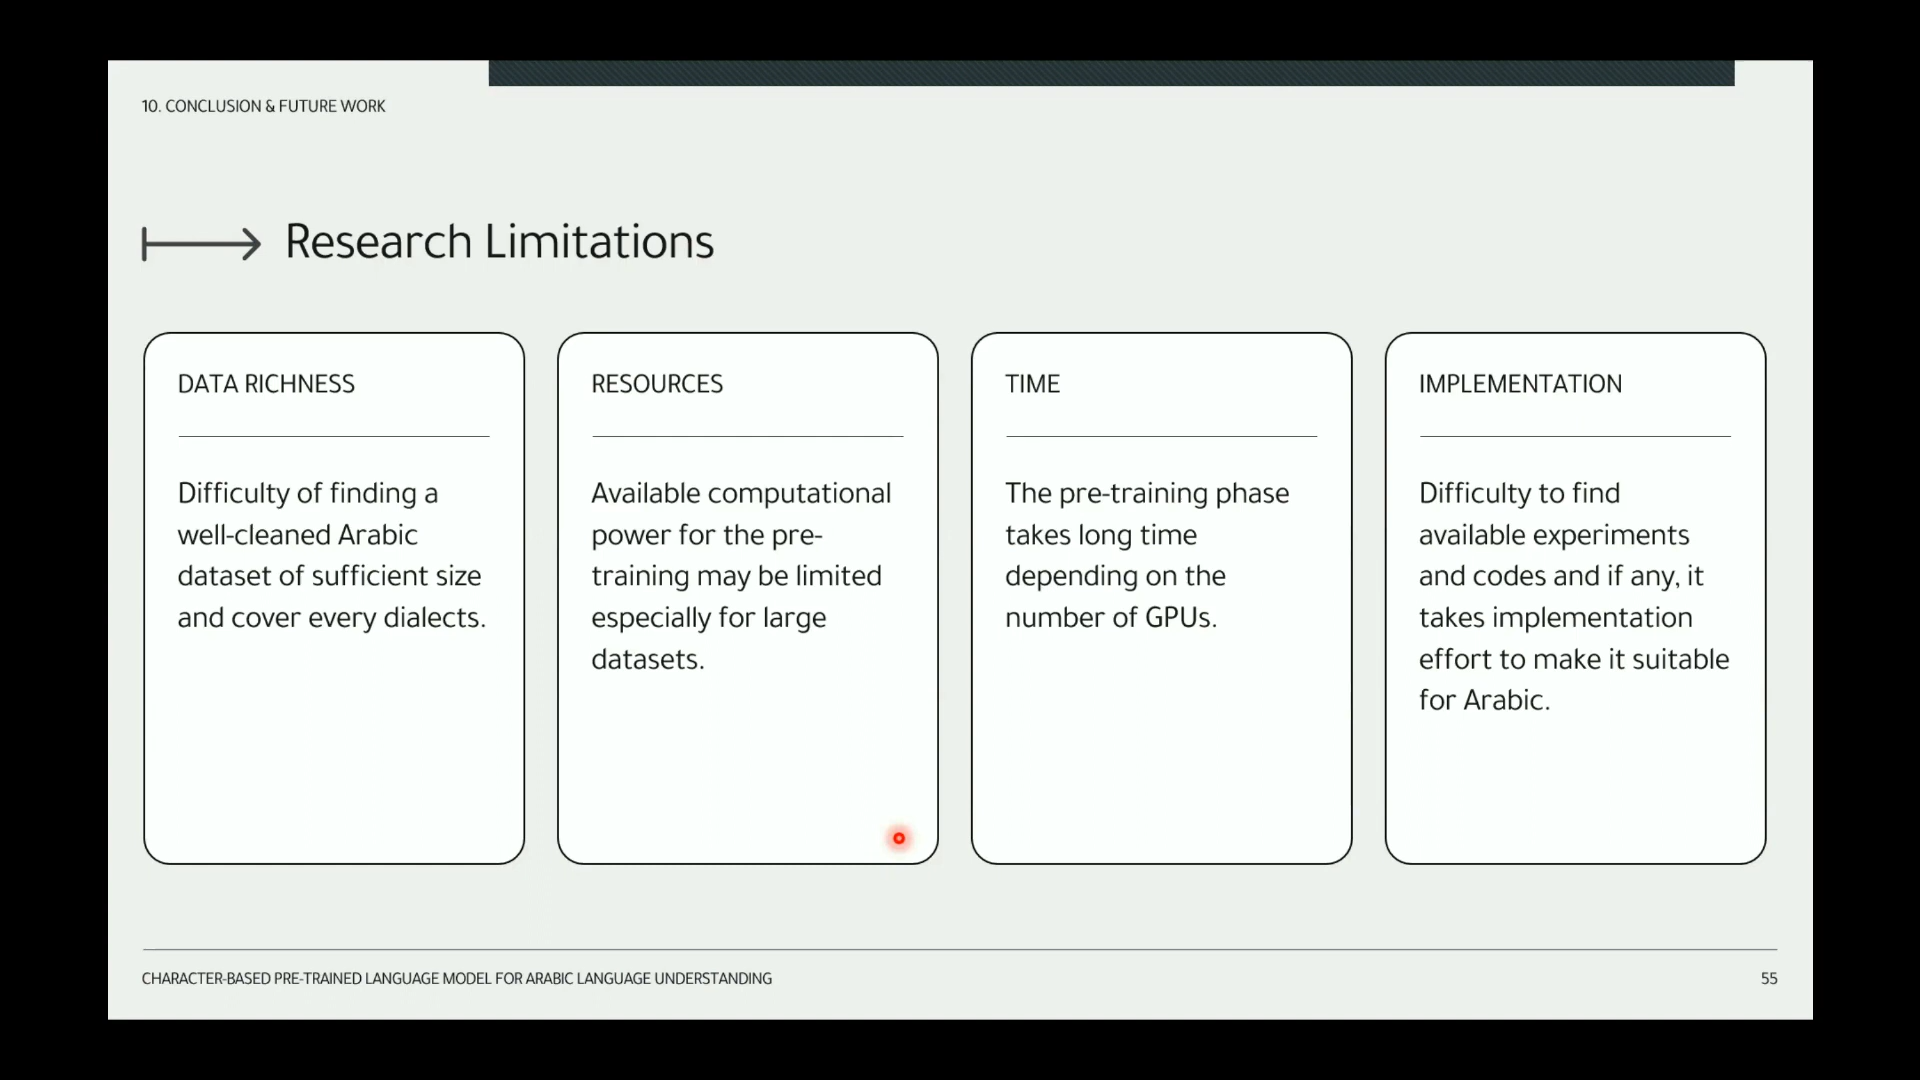 10. CONCLUSION & FUTURE WORK
Research Limitations
DATA RICHNESS
Difficulty of finding a
well-cleaned Arabic
dataset of sufficient size
and cover every dialects.
RESOURCES
Available computational
power for the pre-
training may be limited
especially for large
datasets.
TIME
The pre-training phase
takes long time
depending on the
number of GPUs.
IMPLEMENTATION
Difficulty to find
available experiments
and codes and if any, it
takes implementation
effort to make it suitable
for Arabic.
CHARACTER-BASED PRE-TRAINED LANGUAGE MODEL FOR ARABIC LANGUAGE UNDERSTANDING
55